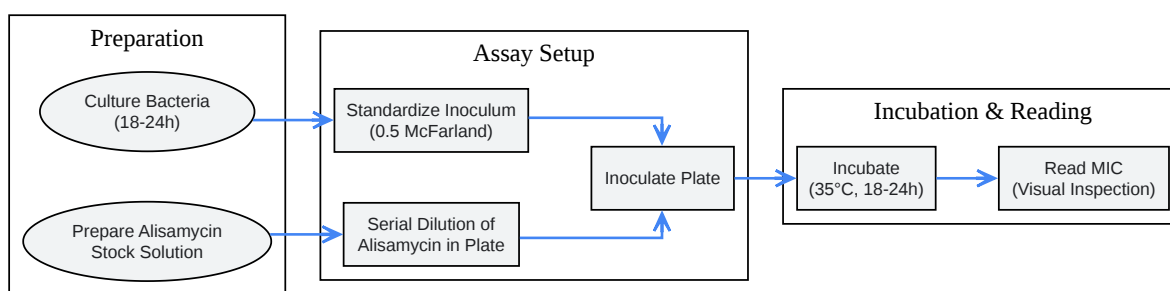 Preparation
Culture Bacteria
(18-24h)
Prepare Alisamycin
Stock Solution
Assay Setup
Standardize Inoculum
(0.5 McFarland)
Serial Dilution of
Alisamycin in Plate
Inoculate Plate
Incubation & Reading
Incubate
(35°C, 18-24h)
Read MIC
(Visual Inspection)